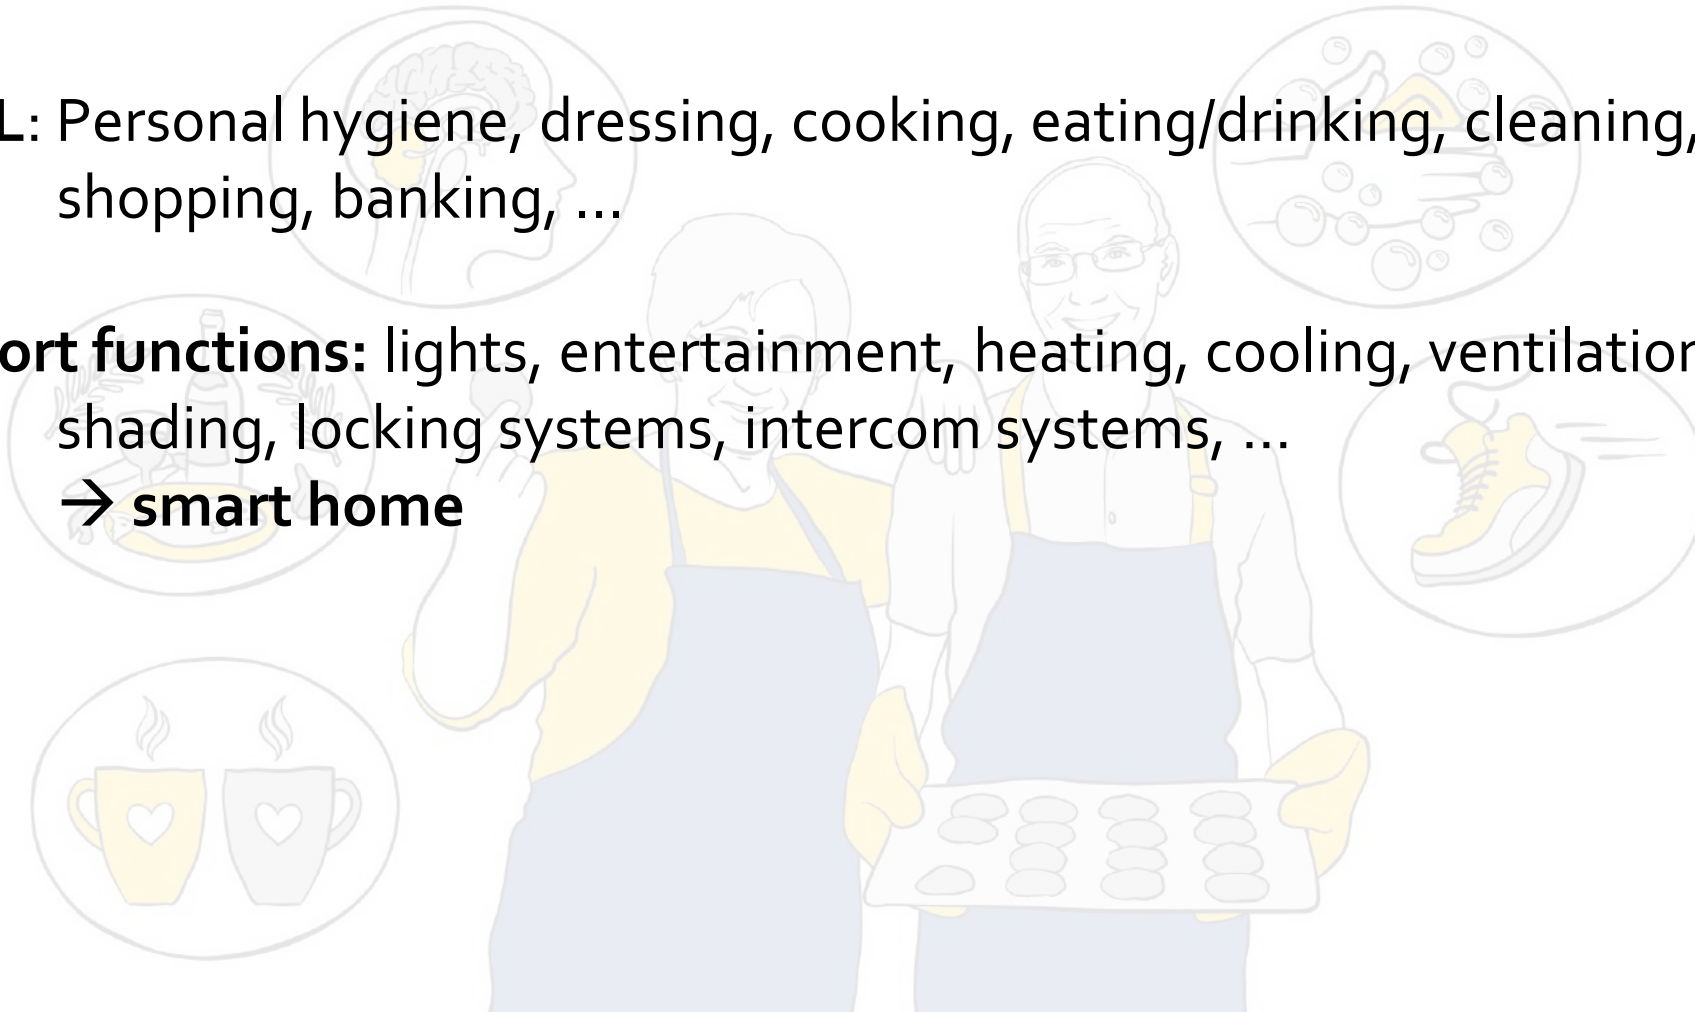 L: Personal hygiene, dressing, cooking, eating/drinking, cleaning,
shopping, banking, ...
ort functions: lights, entertainment, heating, cooling, ventilation
shading, locking systems, intercom systems, ...
→ smart home